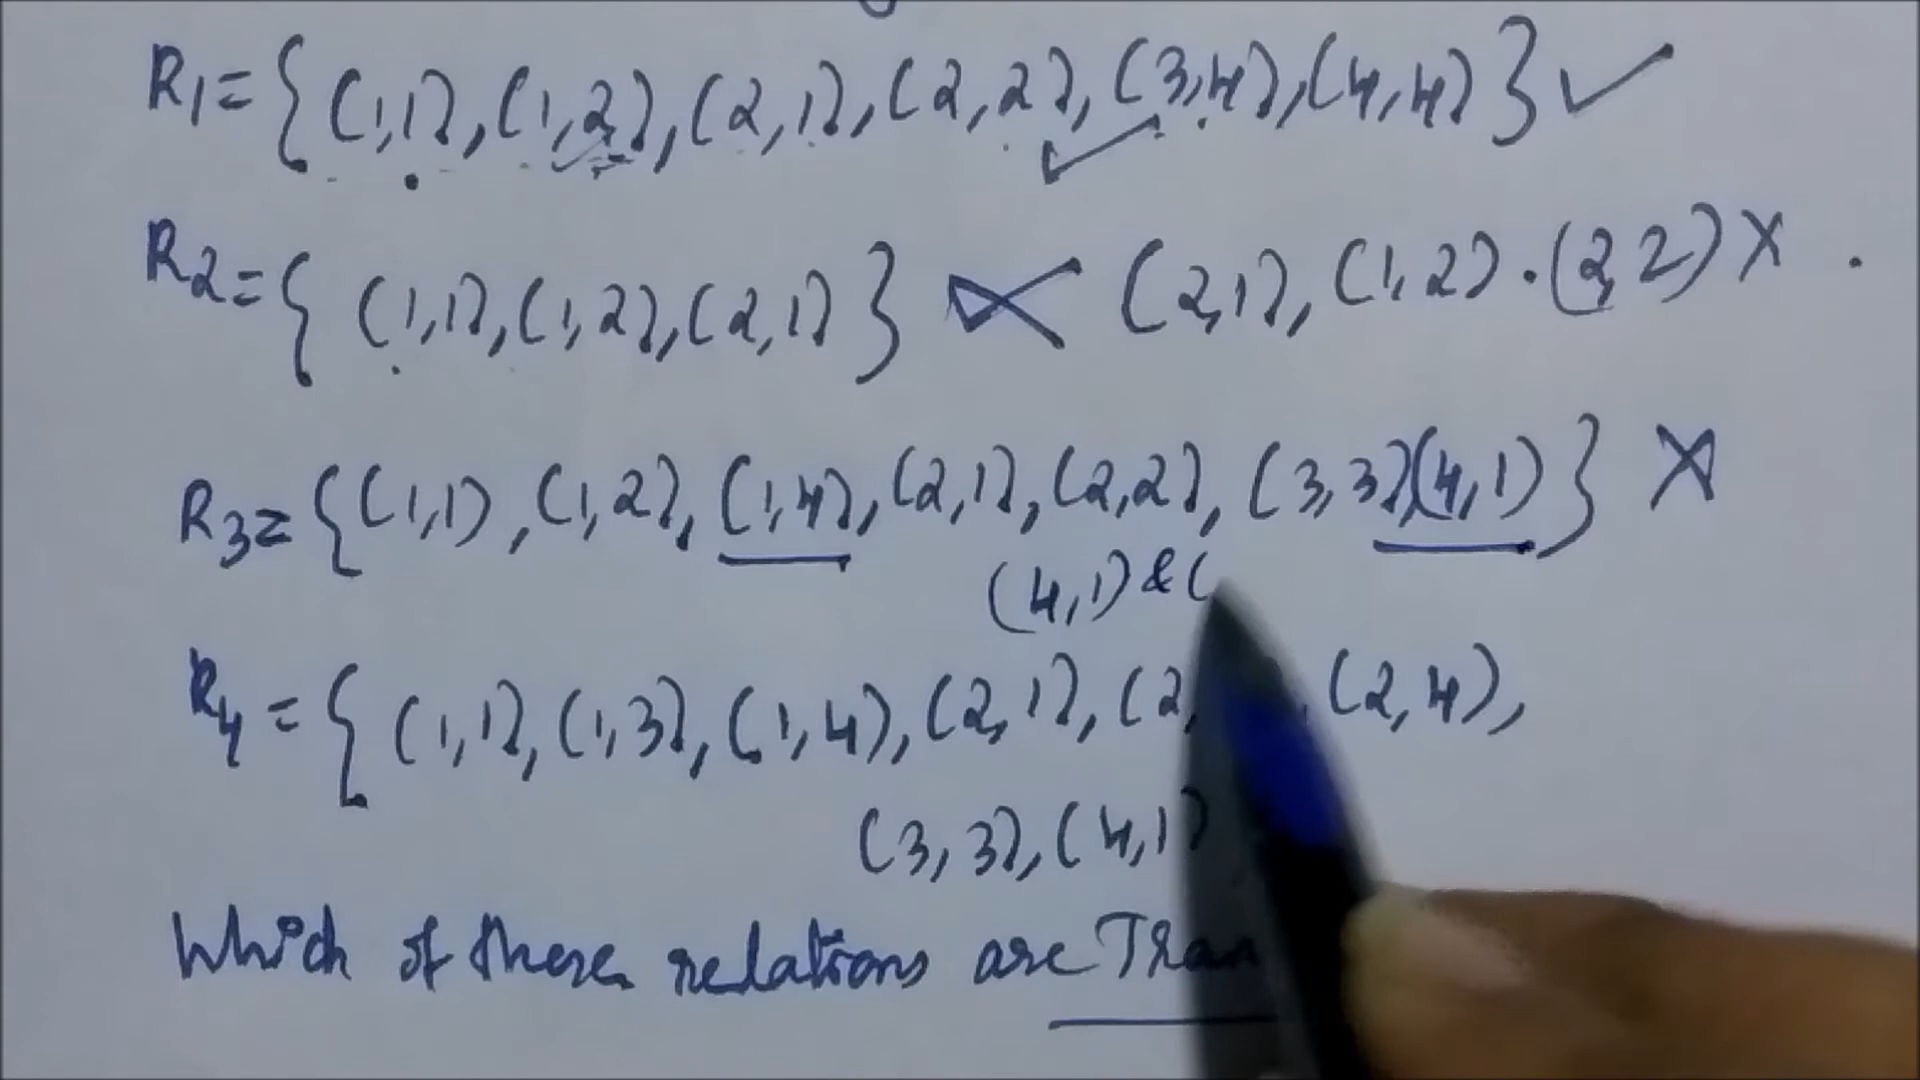 R1= { (1,1), (1,2), (2,1), (2,2), (3,4), (4,4) } ✓
✓
R2= { (1,1), (1,2), (2,1) } X (2,1), (1,2) . (2,2) X .
R3= { (1,1), (1,2), (1,4), (2,1), (2,2), (3,3)(4,1) } X
(4,1) & (
R4 = { (1,1), (1,3), (1,4), (2,1), (2, (2,4),
(3,3), (4,1)
Which of these relations are Tran